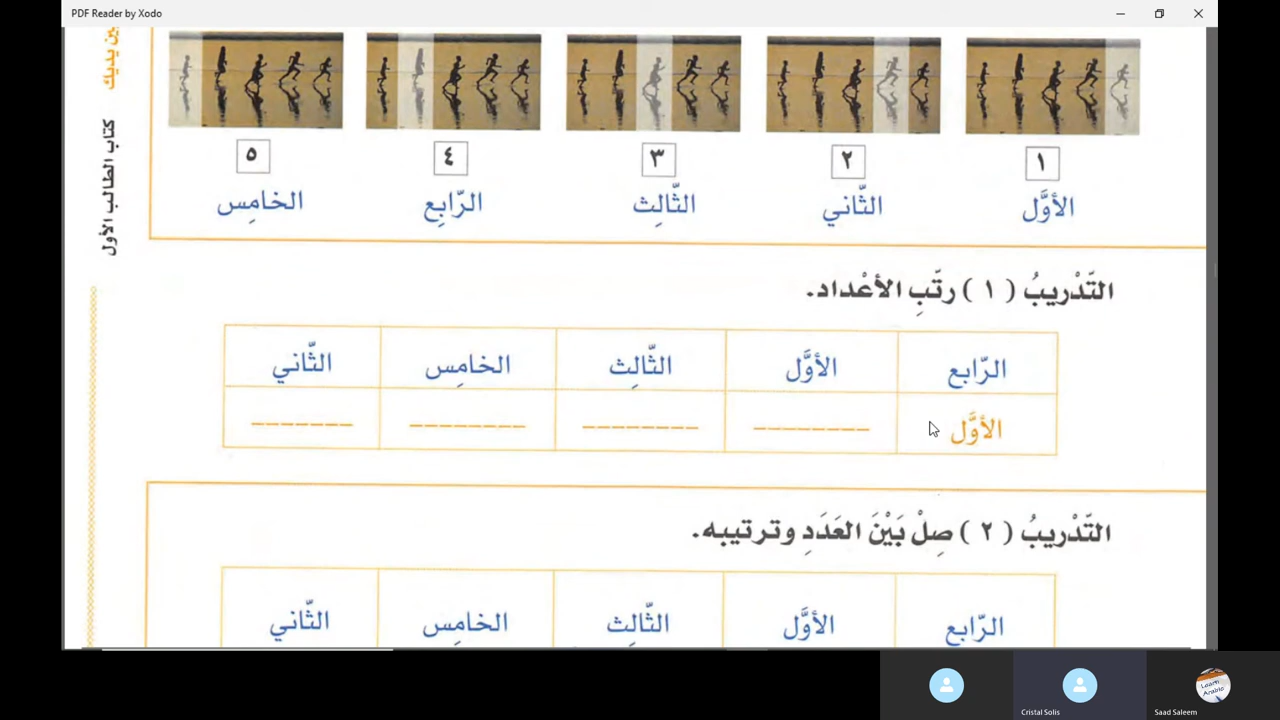 PDF Reader by Xodo
بين يديك
كتاب الطالب الأول
١ ٢ ٣ ٤ ٥
الأوَّل الثّاني الثّالِث الرّابِع الخامِس
التّدْريبُ ( ١ ) رتّبِ الأعْداد.
الرّابع الأوَّل الثّالِث الخامِس الثّاني
الأوَّل -------- -------- -------- -------
التّدْريبُ ( ٢ ) صِلْ بَيْنَ العَدَدِ وترتيبه.
الرّابع الأوَّل الثّالِث الخامِس الثّاني
Cristal Solis
Learn Arabic
Saad Saleem